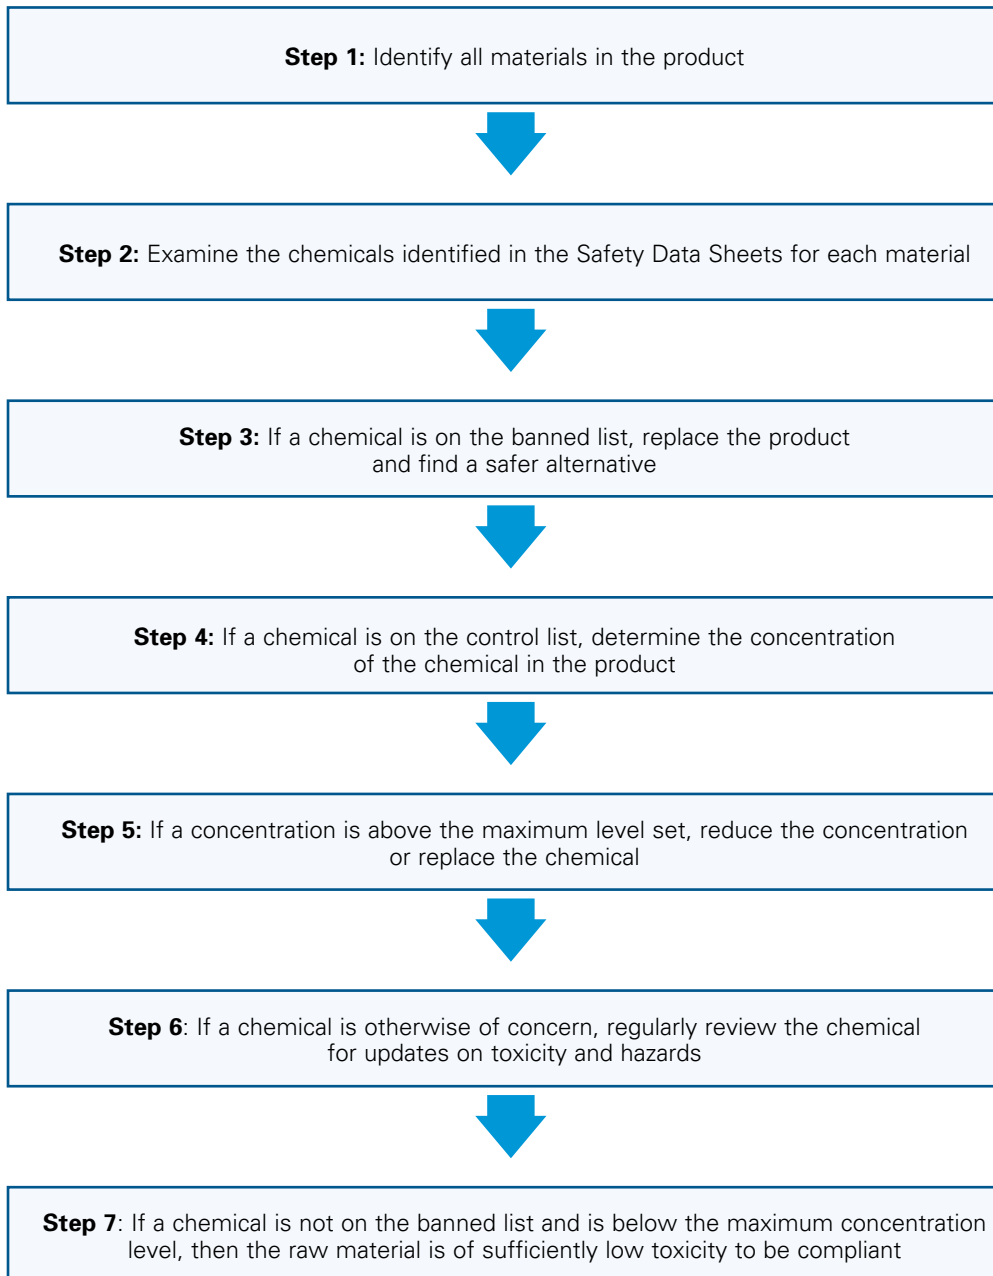 Step 1: Identify all materials in the product
Step 2: Examine the chemicals identified in the Safety Data Sheets for each material
Step 3: If a chemical is on the banned list, replace the product
and find a safer alternative
Step 4: If a chemical is on the control list, determine the concentration
of the chemical in the product
Step 5: If a concentration is above the maximum level set, reduce the concentration
or replace the chemical
Step 6: If a chemical is otherwise of concern, regularly review the chemical
for updates on toxicity and hazards
Step 7: If a chemical is not on the banned list and is below the maximum concentration
level, then the raw material is of sufficiently low toxicity to be compliant